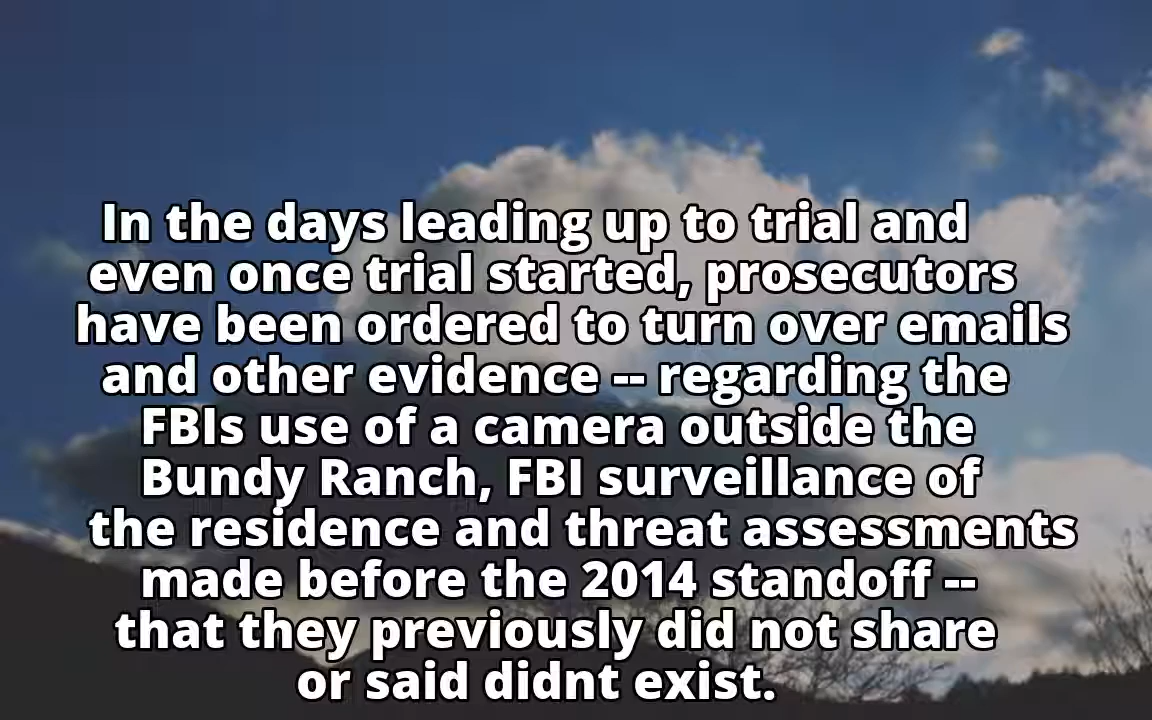 In the days leading up to trial and
even once trial started, prosecutors
have been ordered to turn over emails
and other evidence -- regarding the
FBIs use of a camera outside the
Bundy Ranch, FBI surveillance of
the residence and threat assessments
made before the 2014 standoff --
that they previously did not share
or said didnt exist.